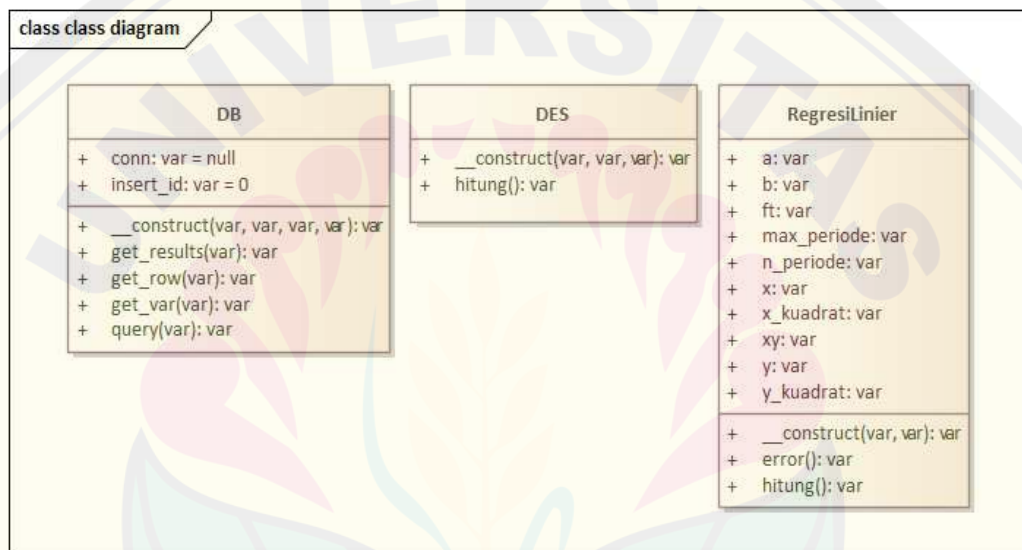 class class diagram
UNIVERSITAS
DB
+ conn: var = null
+ insert_id: var = 0
+ __construct(var, var, var, var): var
+ get_results(var): var
+ get_row(var): var
+ get_var(var): var
+ query(var): var
DES
+ __construct(var, var, var): var
+ hitung(): var
RegresiLinier
+ a: var
+ b: var
+ ft: var
+ max_periode: var
+ n_periode: var
+ x: var
+ x_kuadrat: var
+ xy: var
+ y: var
+ y_kuadrat: var
+ __construct(var, var): var
+ error(): var
+ hitung(): var